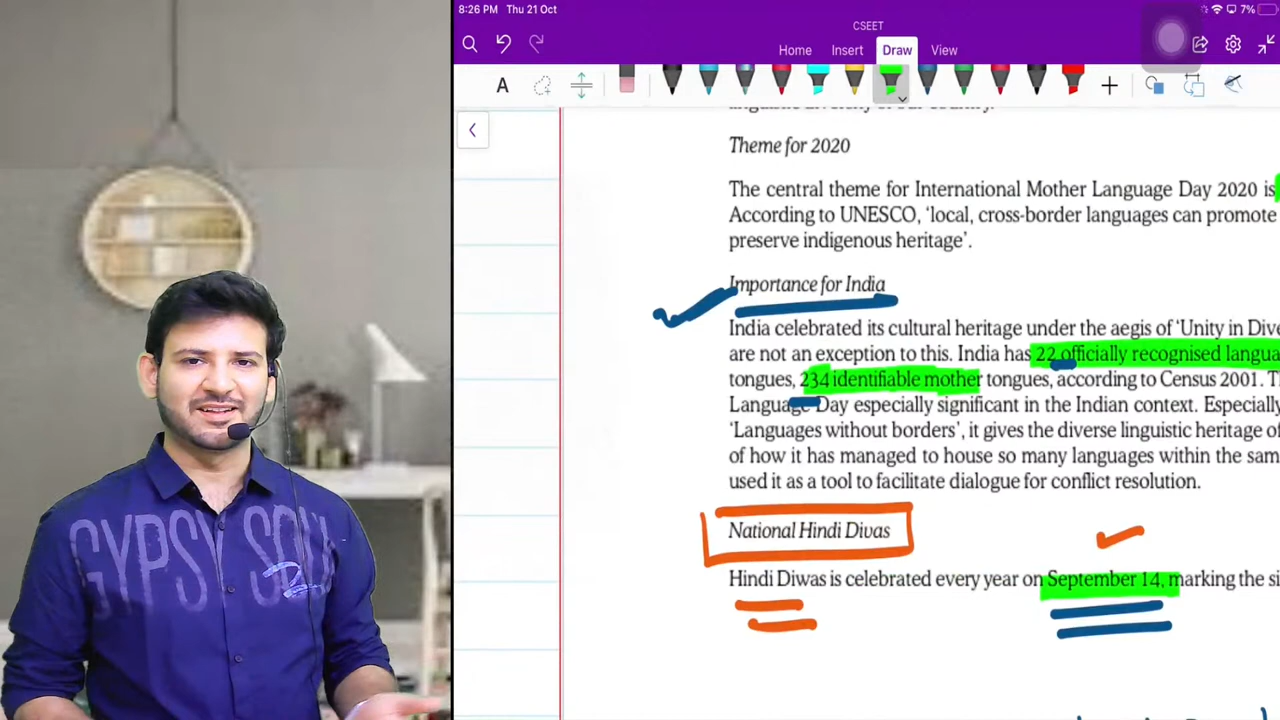 8:26 PM Thu 21 Oct
7%
CSEET
Home Insert Draw View
A
linguistic diversity of our country.
Theme for 2020
The central theme for International Mother Language Day 2020 is
According to UNESCO, 'local, cross-border languages can promote
preserve indigenous heritage'.
Importance for India
India celebrated its cultural heritage under the aegis of 'Unity in
are not an exception to this. India has 22 officially recognised
tongues, 234 identifiable mother tongues, according to Census 2001.
Language Day especially significant in the Indian context. Especially
'Languages without borders', it gives the diverse linguistic heritage of
of how it has managed to house so many languages within the
used it as a tool to facilitate dialogue for conflict resolution.
National Hindi Divas
Hindi Diwas is celebrated every year on September 14, marking the
GYPSY SOUL